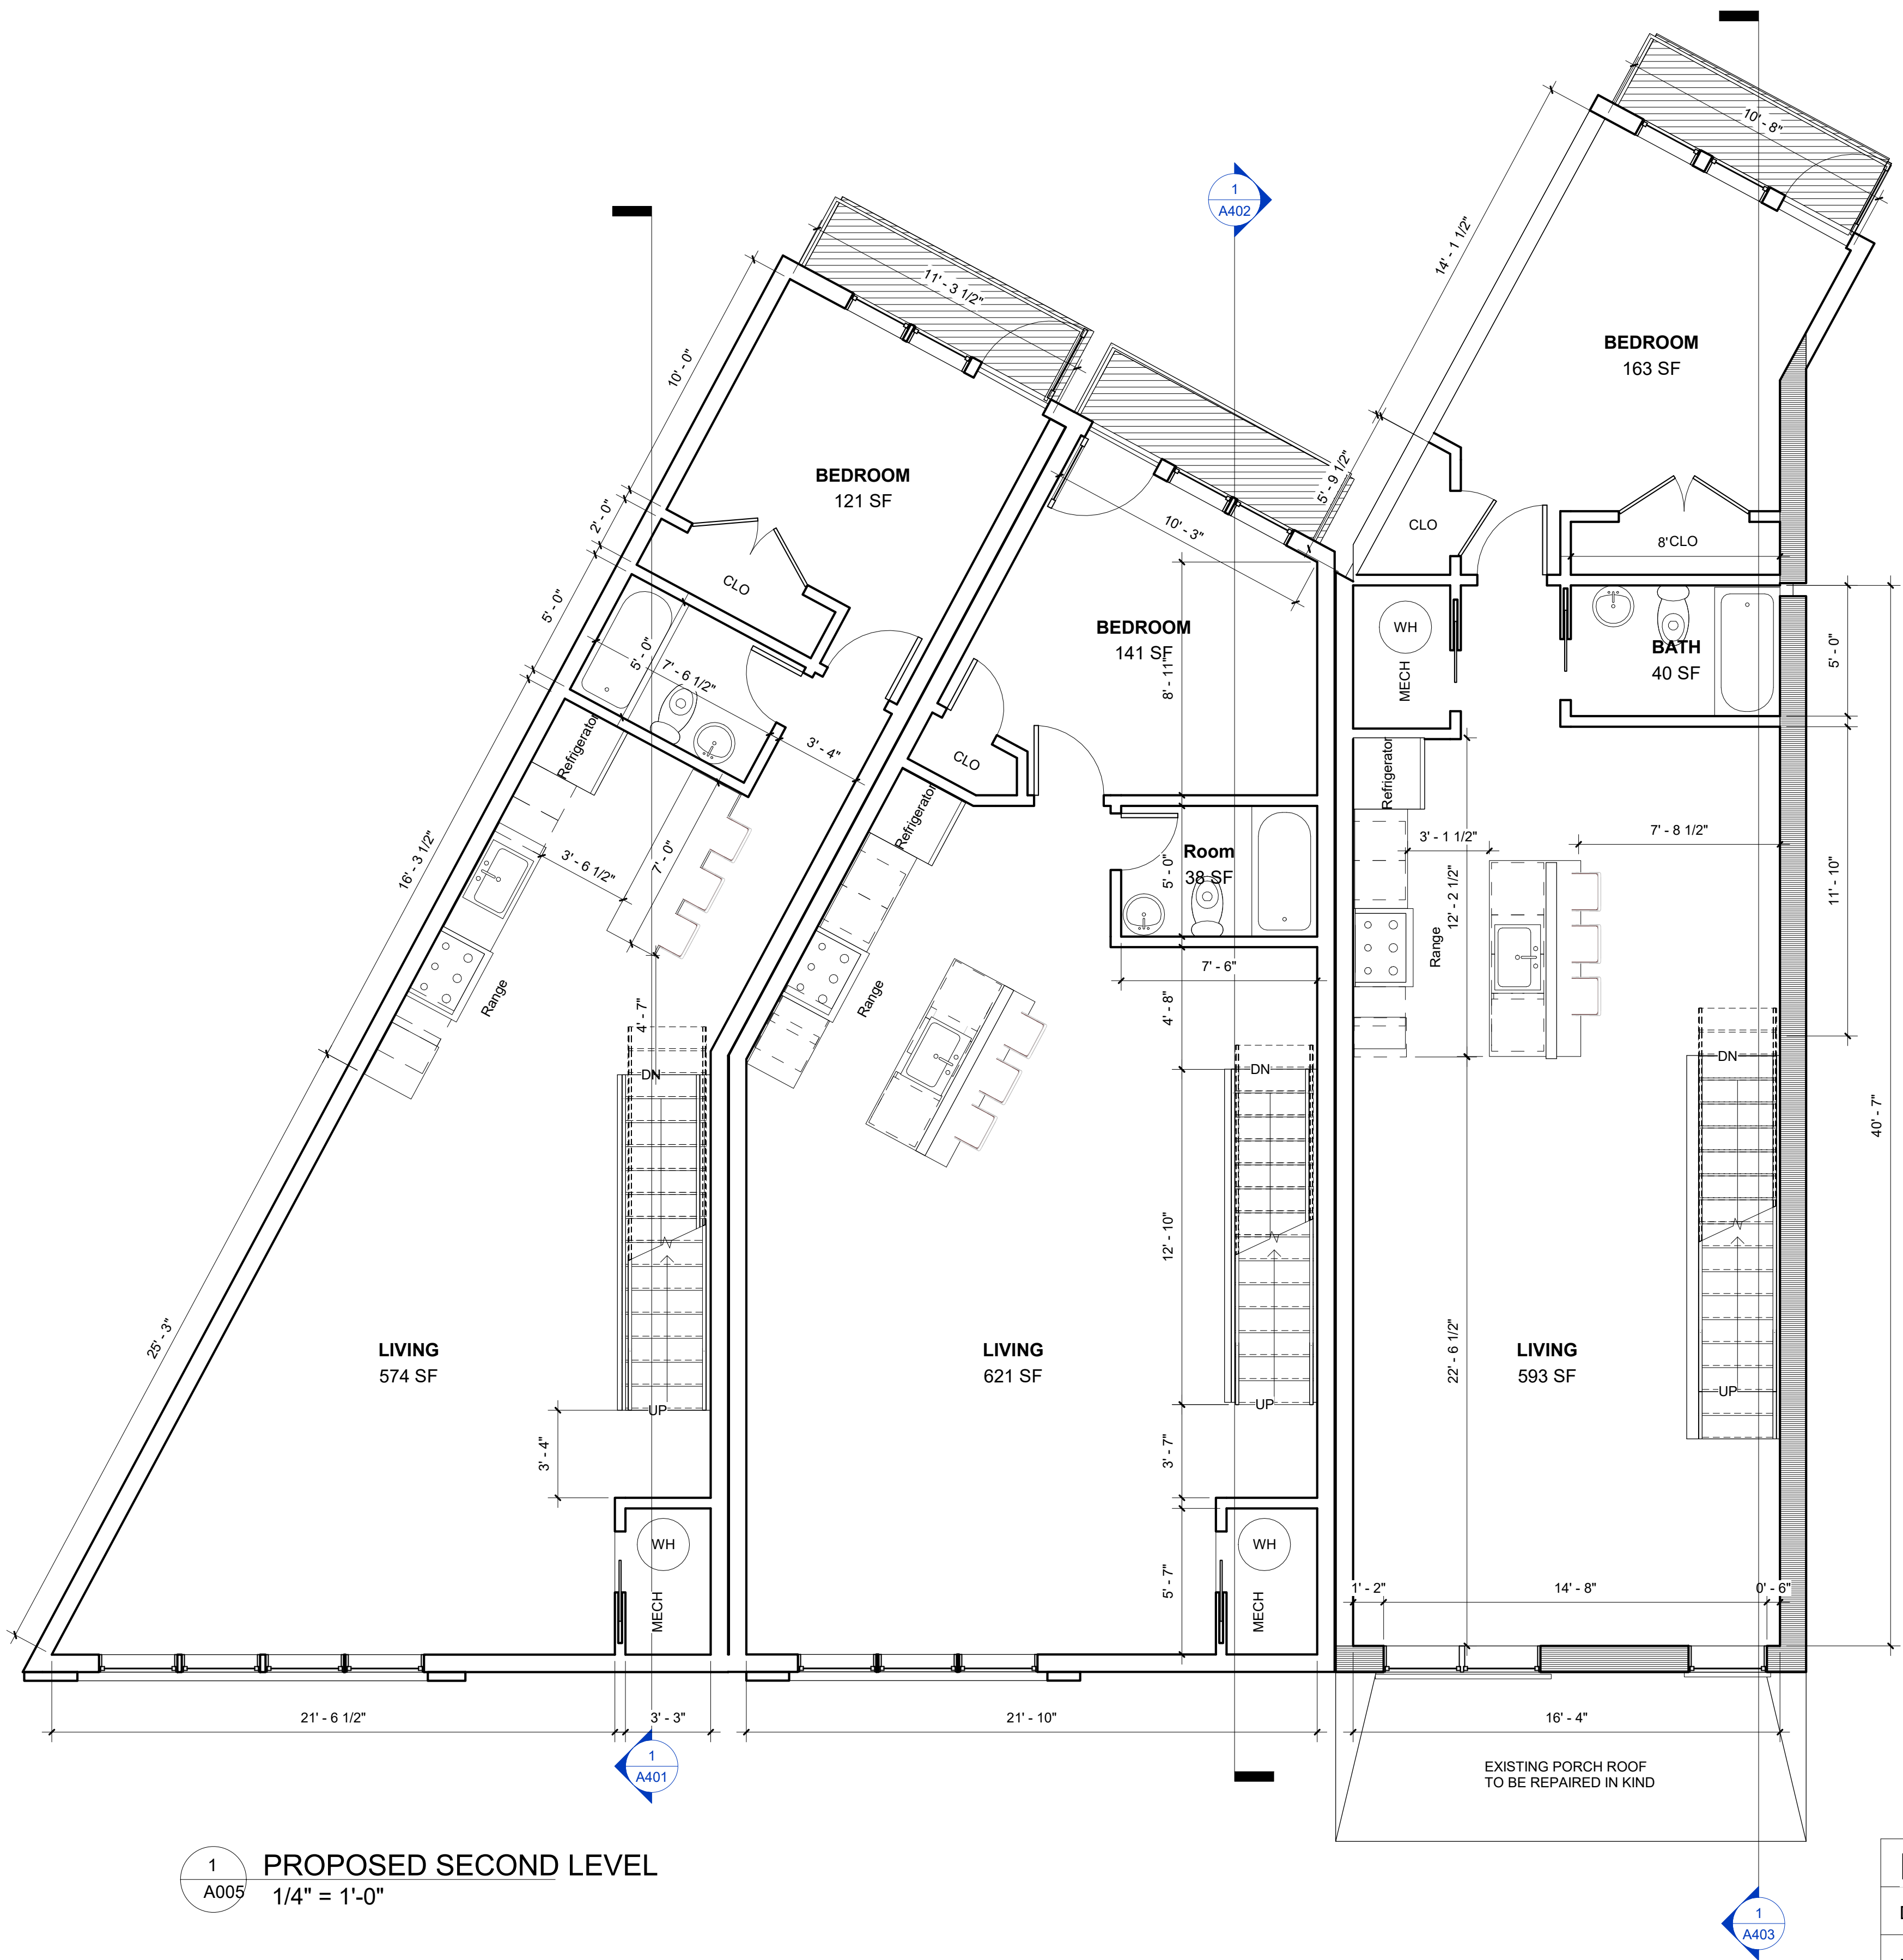 10' - 8"
14' - 1 1/2"
1
A402
11' - 3 1/2"
10' - 0"
BEDROOM
163 SF
BEDROOM
121 SF
5' - 9 1/2"
10' - 3"
2' - 0"
CLO
8'
CLO
CLO
5' - 0"
5' - 0"
7' - 6 1/2"
BEDROOM
141 SF
8' - 11"
WH
MECH
BATH
40 SF
5' - 0"
Refrigerator
3' - 4"
CLO
Refrigerator
Refrigerator
16' - 3 1/2"
3' - 6 1/2"
7' - 0"
Room
38 SF
5' - 0"
3' - 1 1/2"
7' - 8 1/2"
12' - 2 1/2"
11' - 10"
Range
Range
Range
7' - 6"
4' - 7"
4' - 8"
DN
DN
DN
40' - 7"
12' - 10"
25' - 3"
LIVING
574 SF
LIVING
621 SF
22' - 6 1/2"
LIVING
593 SF
UP
UP
UP
3' - 4"
3' - 7"
WH
MECH
5' - 7"
WH
MECH
1' - 2"
14' - 8"
0' - 6"
21' - 6 1/2"
3' - 3"
21' - 10"
16' - 4"
1
A401
EXISTING PORCH ROOF
TO BE REPAIRED IN KIND
1
A005
PROPOSED SECOND LEVEL
1/4" = 1'-0"
1
A403